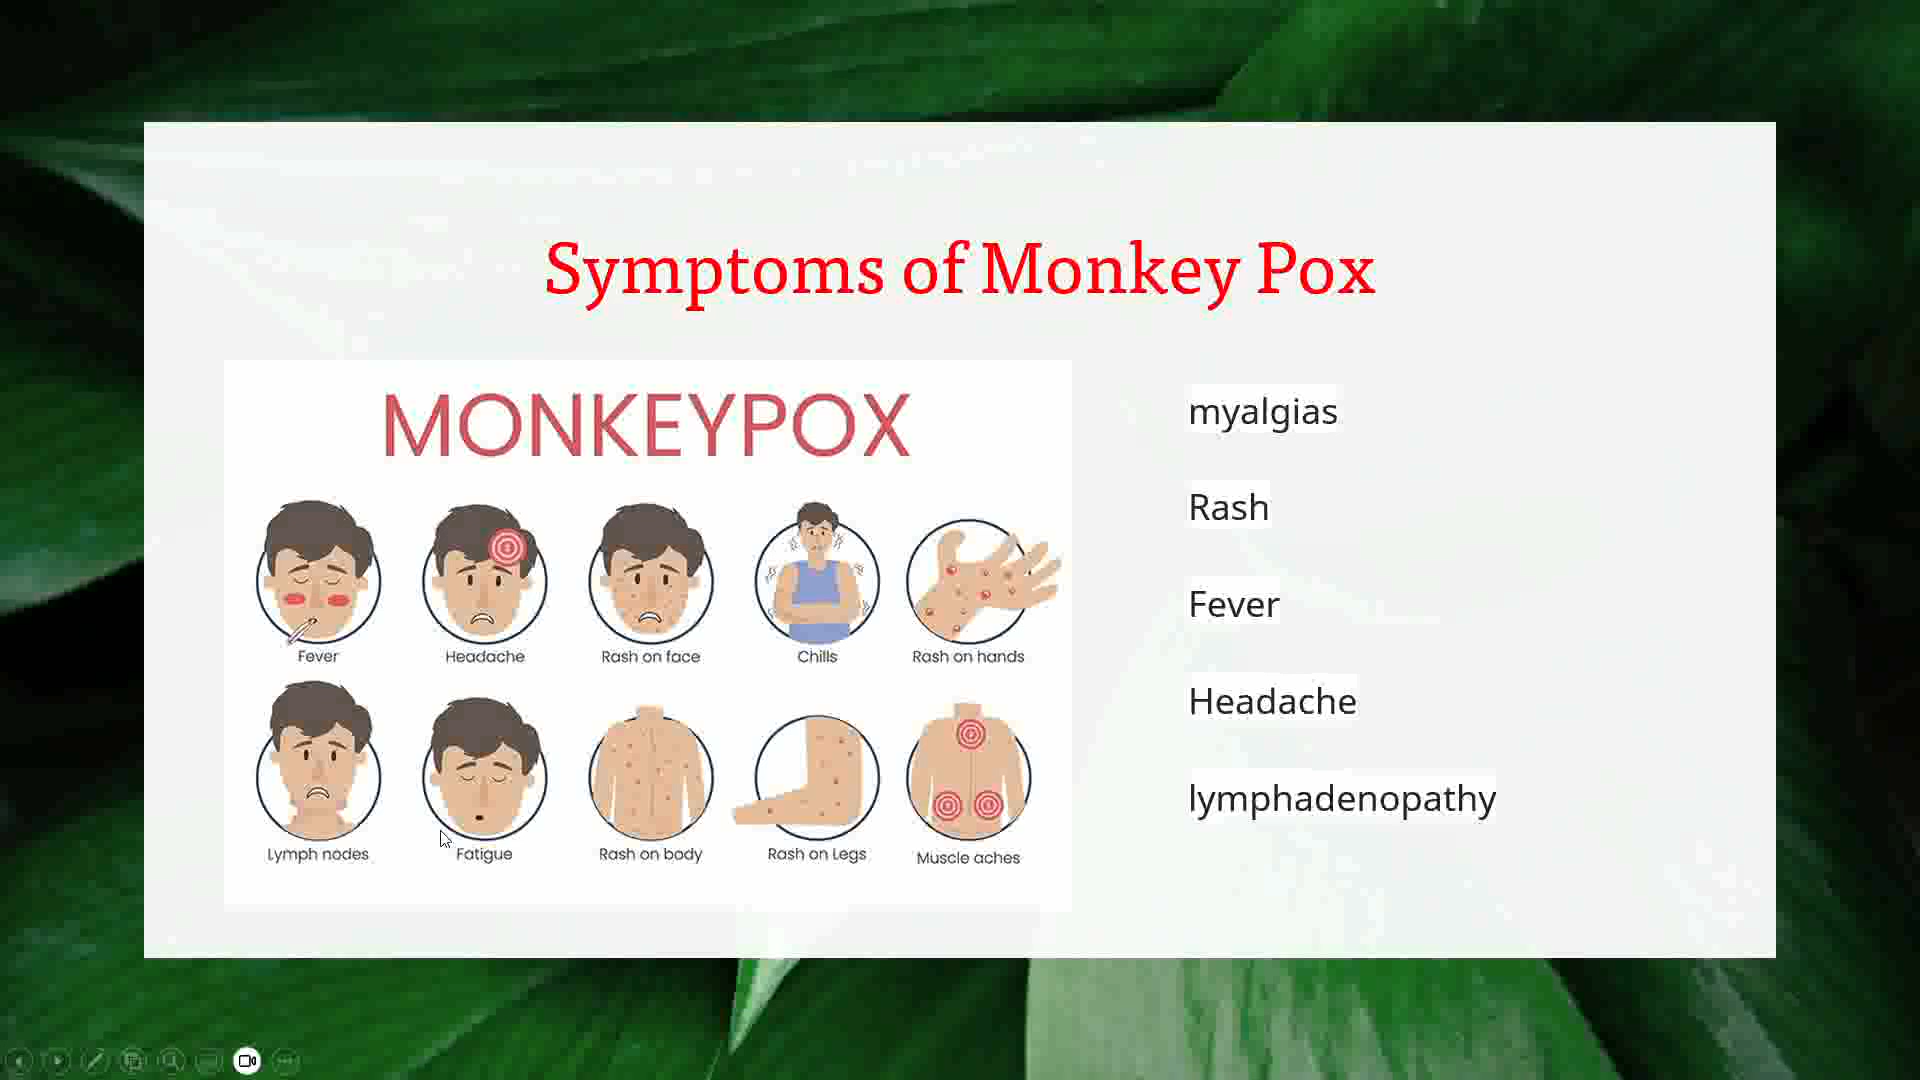 Symptoms of Monkey Pox
MONKEYPOX
Fever
Headache
Rash on face
Chills
Rash on hands
Lymph nodes
Fatigue
Rash on body
Rash on Legs
Muscle aches
myalgias
Rash
Fever
Headache
lymphadenopathy